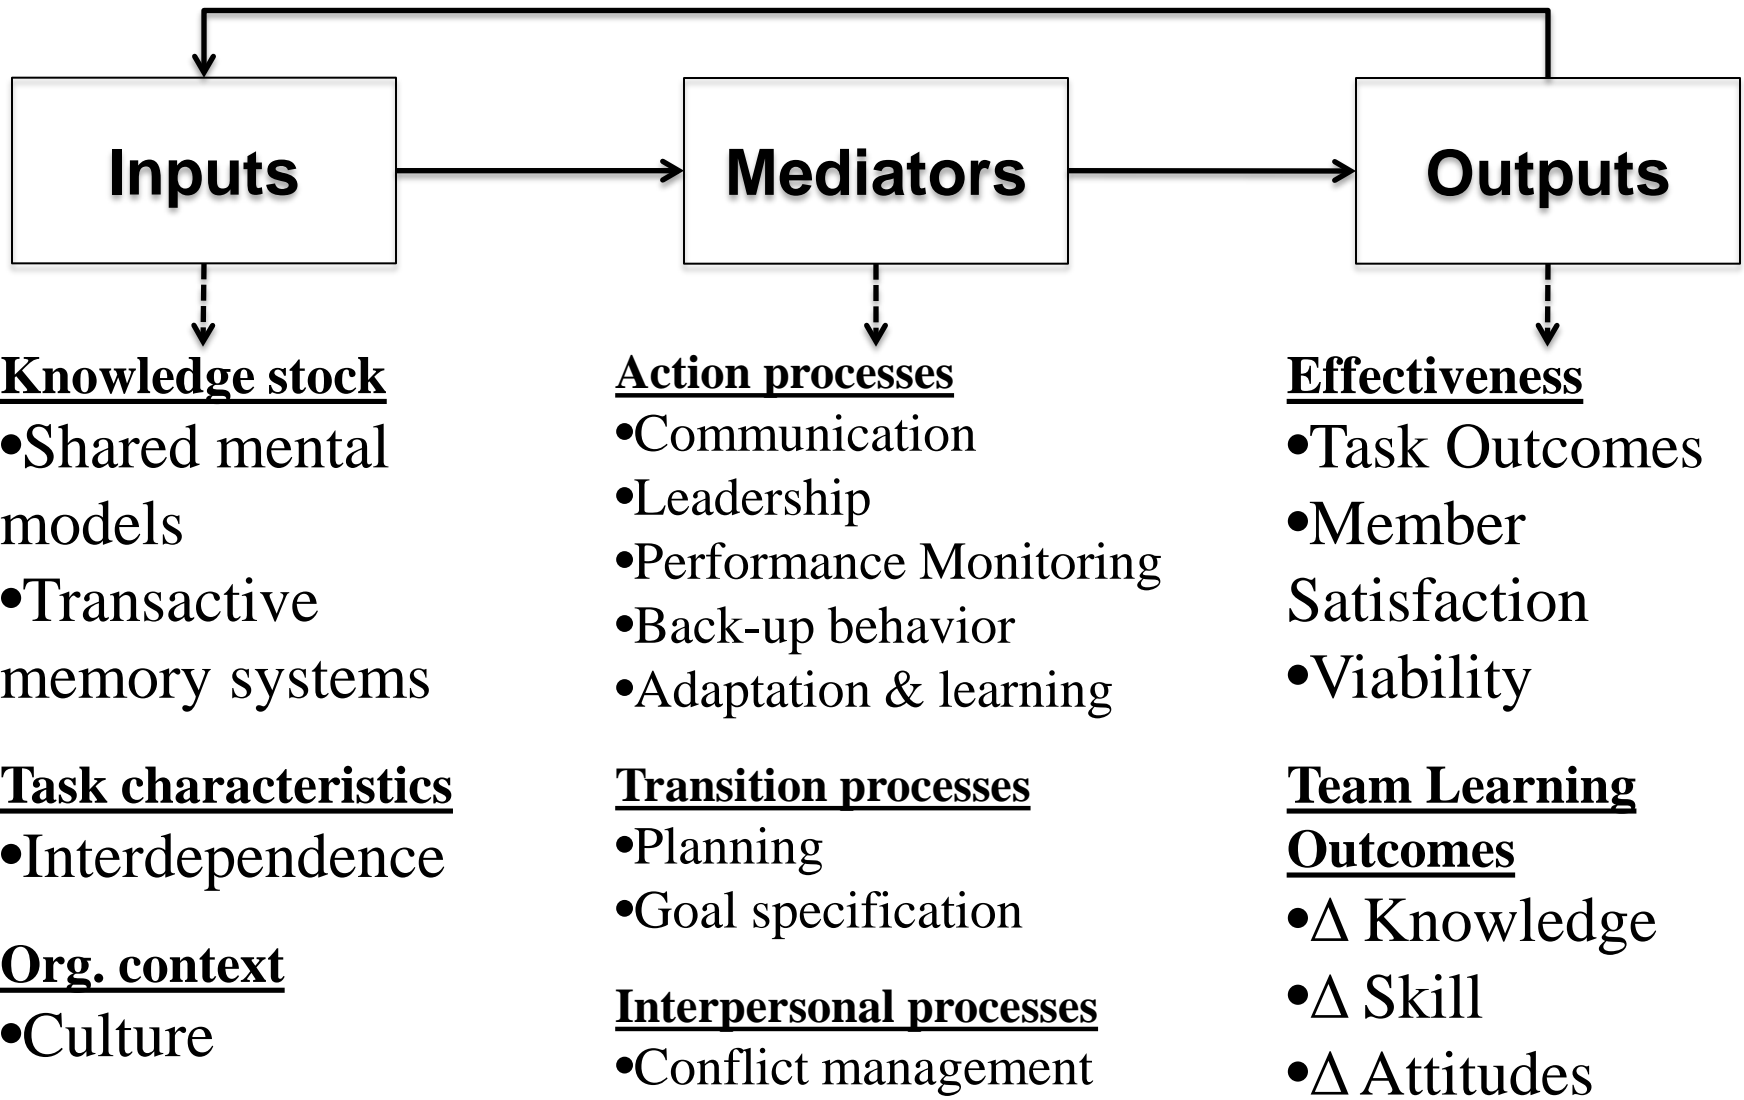 Inputs
Mediators
Outputs
Knowledge stock
•Shared mental
models
•Transactive
memory systems
Task characteristics
•Interdependence
Org. context
•Culture
Action processes
•Communication
•Leadership
•Performance Monitoring
•Back-up behavior
•Adaptation & learning
Transition processes
•Planning
•Goal specification
Interpersonal processes
•Conflict management
Effectiveness
•Task Outcomes
•Member
Satisfaction
•Viability
Team Learning
Outcomes
•Δ Knowledge
•Δ Skill
•Δ Attitudes